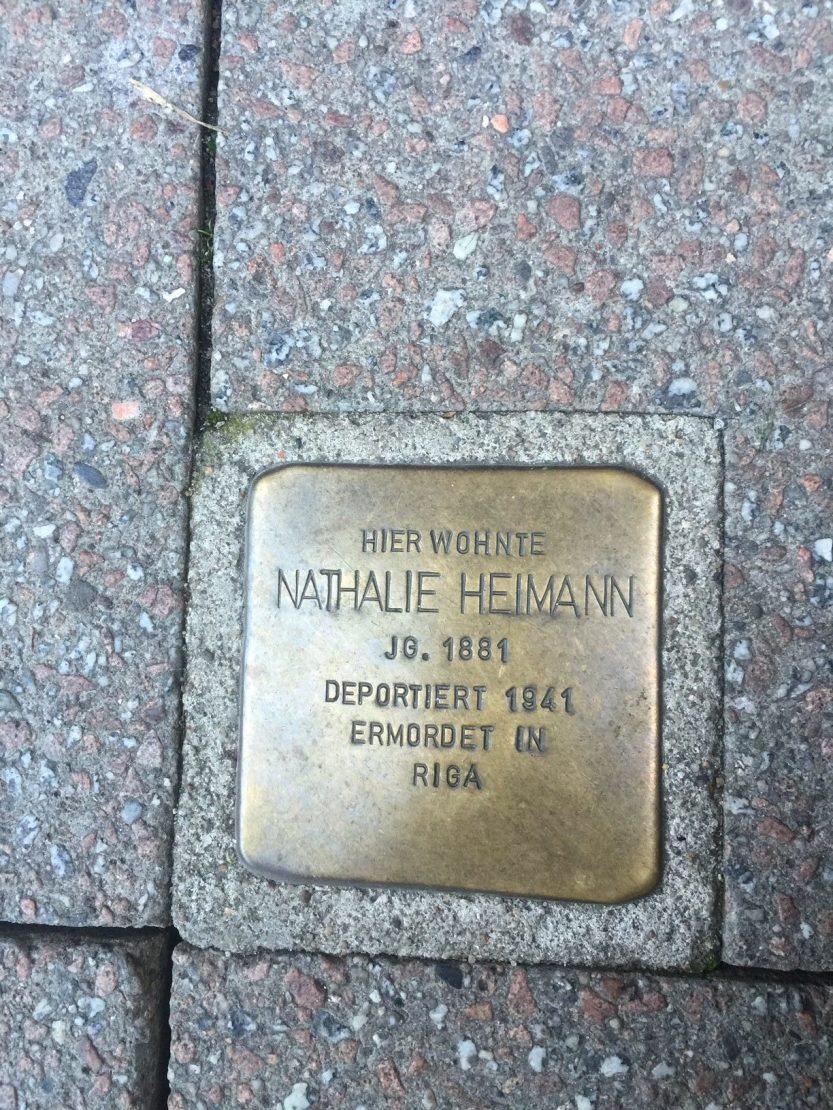 HIER WOHNTE
NATHALIE HEIMANN
JG. 1881
DEPORTIERT 1941
ERMORDET IN
RIGA